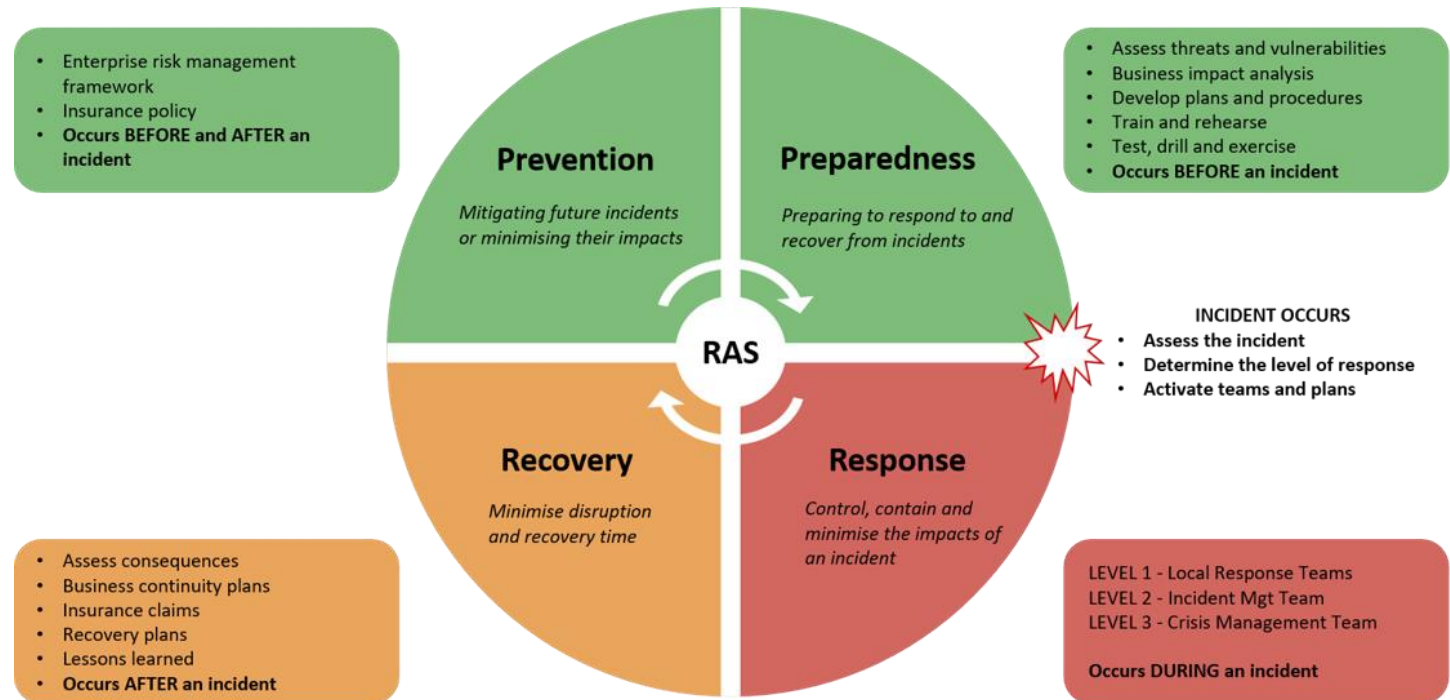 • Enterprise risk management
framework
• Insurance policy
• Occurs BEFORE and AFTER an
incident
Prevention
Mitigating future incidents
or minimising their impacts
Preparedness
Preparing to respond to and
recover from incidents
• Assess threats and vulnerabilities
• Business impact analysis
• Develop plans and procedures
• Train and rehearse
• Test, drill and exercise
• Occurs BEFORE an incident
INCIDENT OCCURS
• Assess the incident
• Determine the level of response
• Activate teams and plans
RAS
Recovery
Minimise disruption
and recovery time
Response
Control, contain and
minimise the impacts of
an incident
• Assess consequences
• Business continuity plans
• Insurance claims
• Recovery plans
• Lessons learned
• Occurs AFTER an incident
LEVEL 1 - Local Response Teams
LEVEL 2 - Incident Mgt Team
LEVEL 3 - Crisis Management Team
Occurs DURING an incident